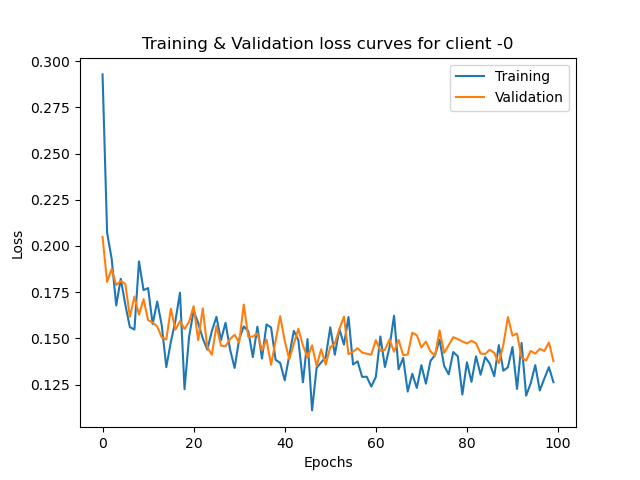 Training & Validation loss curves for client -0
Training
Validation
Loss
0.300
0.275
0.250
0.225
0.200
0.175
0.150
0.125
0
20
40
60
80
100
Epochs